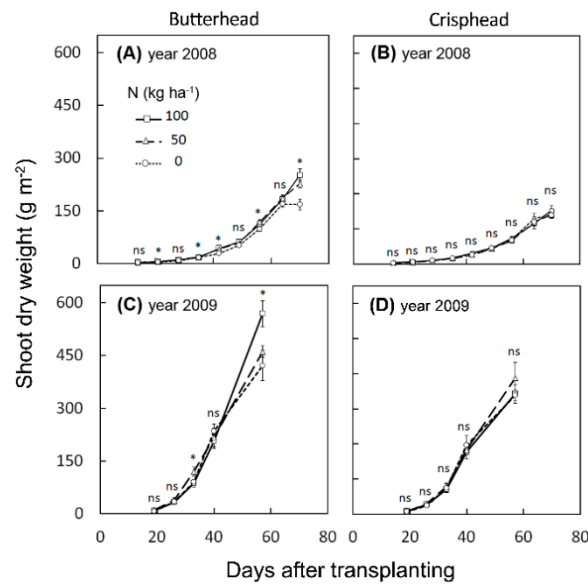 Butterhead Crisphead
600
450
300
150
0
(A) year 2008
N (kg ha⁻¹)
100
50
0
ns * ns * * ns * ns *
(B) year 2008
ns ns ns ns ns ns ns ns ns
Shoot dry weight (g m⁻²)
600
450
300
150
0
(C) year 2009
ns ns * ns *
(D) year 2009
ns ns ns ns ns
0 20 40 60 80 0 20 40 60 80
Days after transplanting